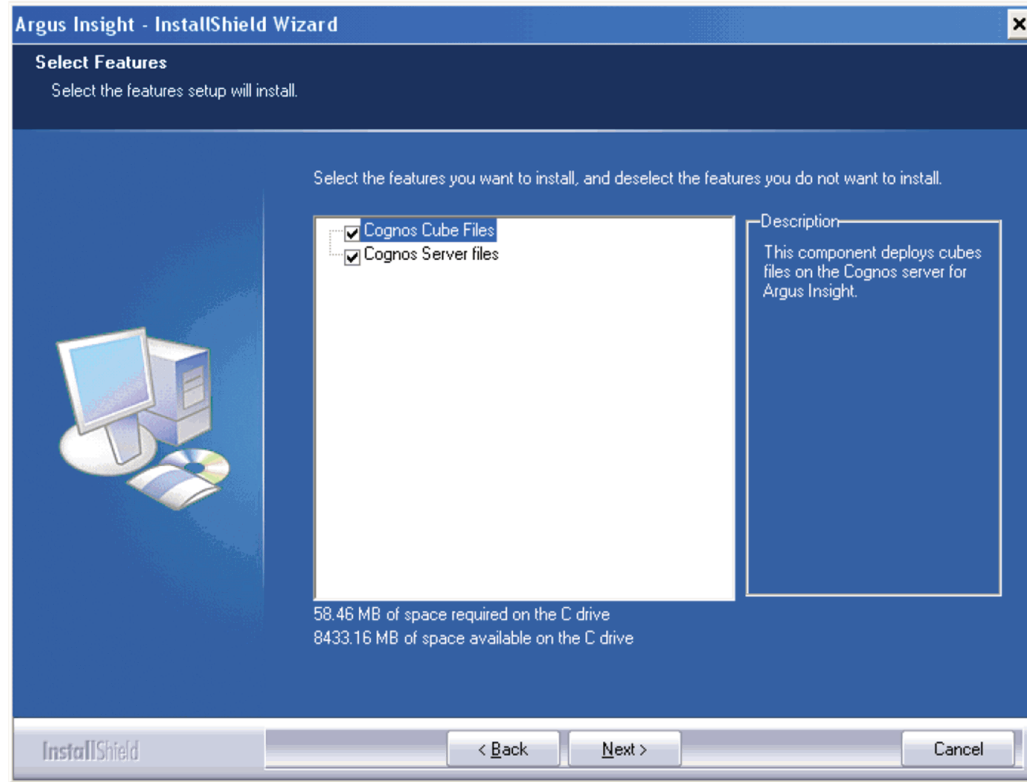 Argus Insight - InstallShield Wizard
Select Features
Select the features setup will install.
Select the features you want to install, and deselect the features you do not want to install.
Cognos Cube Files
Cognos Server files
Description
This component deploys cubes
files on the Cognos server for
Argus Insight.
58.46 MB of space required on the C drive
8433.16 MB of space available on the C drive
InstallShield
< Back
Next >
Cancel